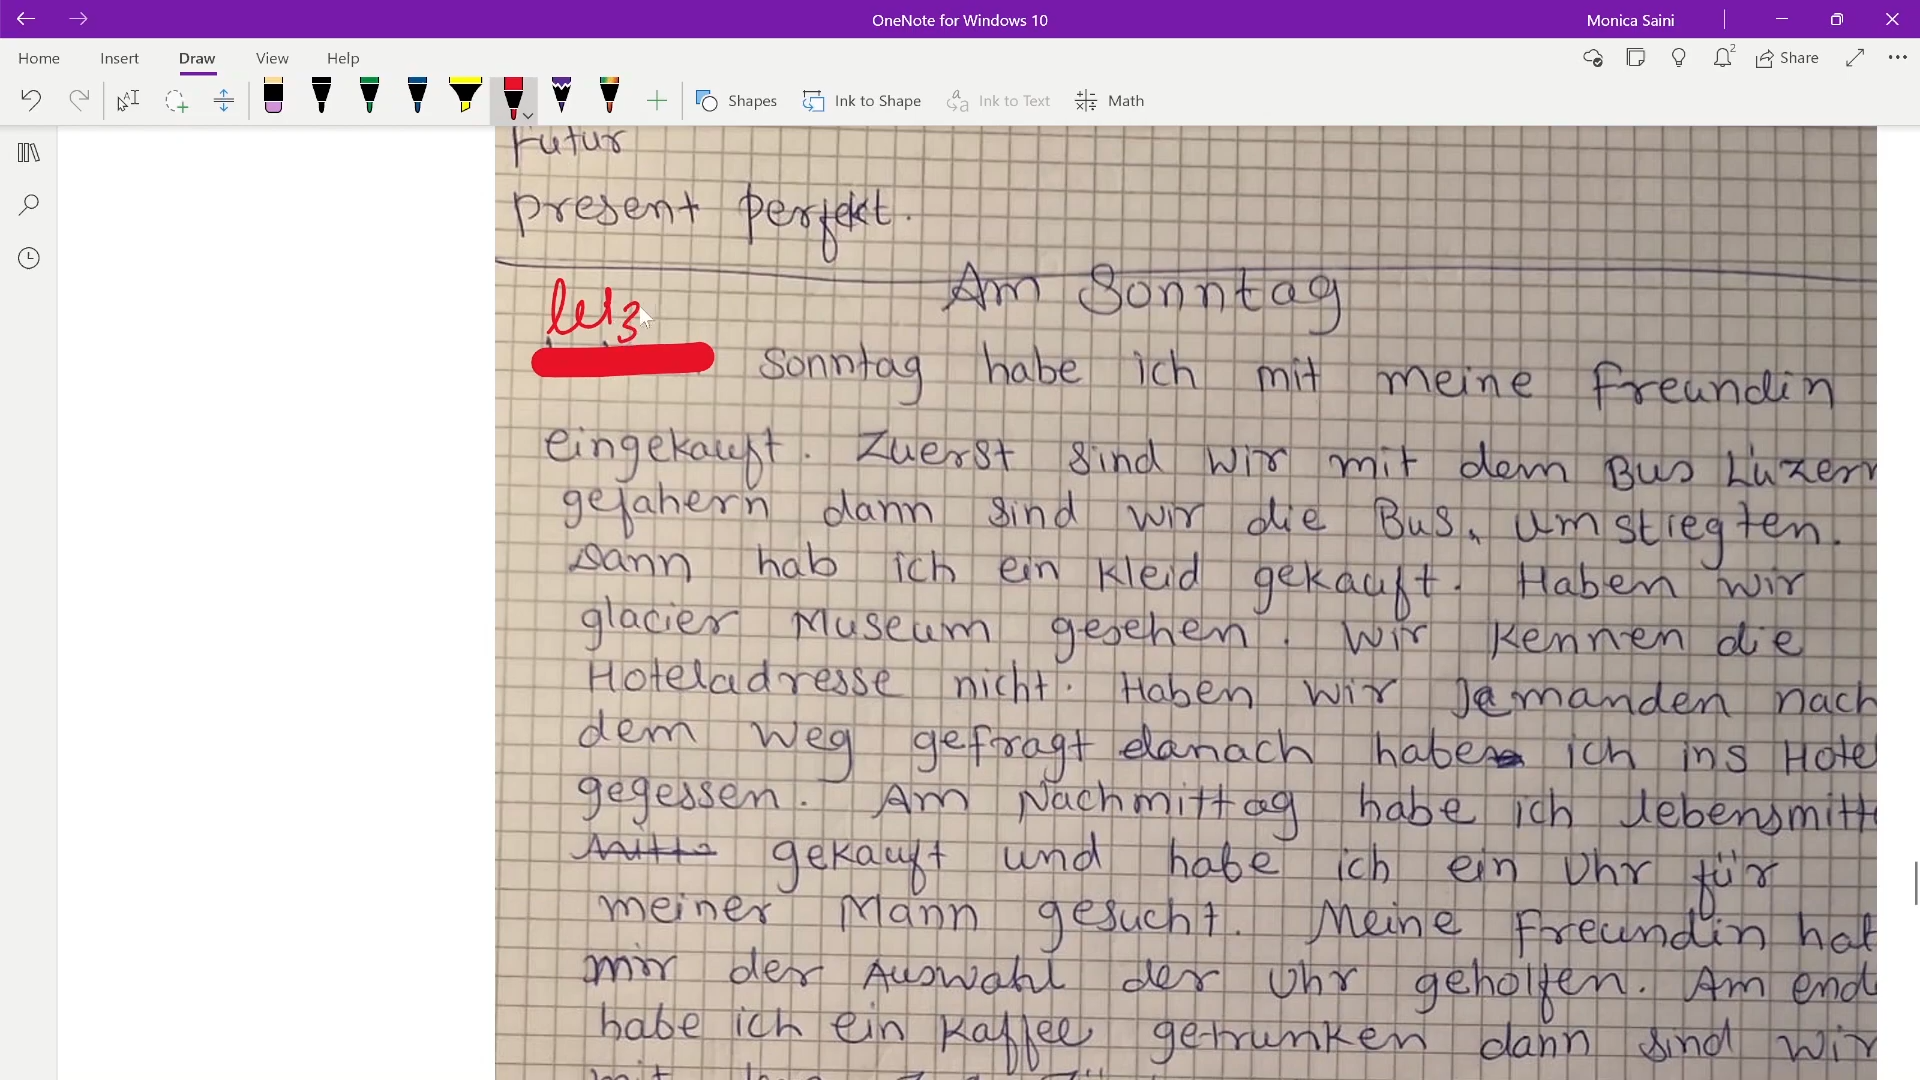 OneNote for Windows 10
Monica Saini
Home Insert Draw View Help
2 Share
Shapes Ink to Shape Ink to Text Math
Futur
present perfekt.
Am Sonntag
Sonntag habe ich mit meine Freundin
eingekauft. Zuerst sind wir mit dem Bus Luzern
gefahern dann sind wir die Bus, umstiegten.
Dann hab ich ein Kleid gekauft. Haben wir
glacier Museum gesehen. Wir kennen die
Hoteladresse nicht. Haben wir Jemanden nach
dem weg gefragt danach habe ich ins Hote
gegessen. Am Nachmittag habe ich lebensmitt
gekauft und habe ich ein Uhr für
meiner Mann gesucht. Meine Freundin hat
mir der Auswahl der Uhr geholfen. Am end
habe ich ein Kaffee getrunken dann sind wir